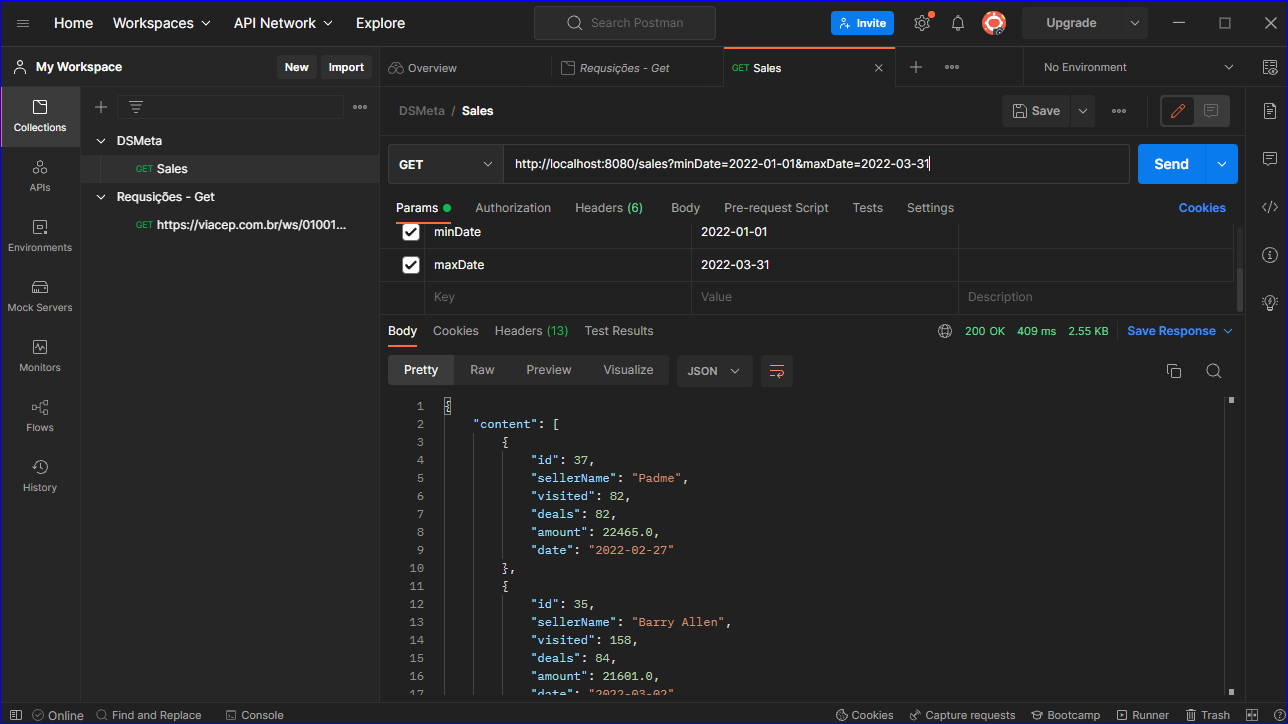 Home Workspaces API Network Explore Search Postman Invite Upgrade
My Workspace New Import Overview Requsições - Get GET Sales No Environment
Collections
APIs
Environments
Mock Servers
Monitors
Flows
History
DSMeta
GET Sales
Requsições - Get
GET https://viacep.com.br/ws/01001...
DSMeta / Sales Save
GET http://localhost:8080/sales?minDate=2022-01-01&maxDate=2022-03-31 Send
Params Authorization Headers (6) Body Pre-request Script Tests Settings Cookies
minDate 2022-01-01
maxDate 2022-03-31
Key Value Description
Body Cookies Headers (13) Test Results 200 OK 409 ms 2.55 KB Save Response
Pretty Raw Preview Visualize JSON
1 {
2 "content": [
3 {
4 "id": 37,
5 "sellerName": "Padme",
6 "visited": 82,
7 "deals": 82,
8 "amount": 22465.0,
9 "date": "2022-02-27"
10 },
11 {
12 "id": 35,
13 "sellerName": "Barry Allen",
14 "visited": 158,
15 "deals": 84,
16 "amount": 21601.0,
17 "date": "2022-03-02"
Online Find and Replace Console Cookies Capture requests Bootcamp Runner Trash